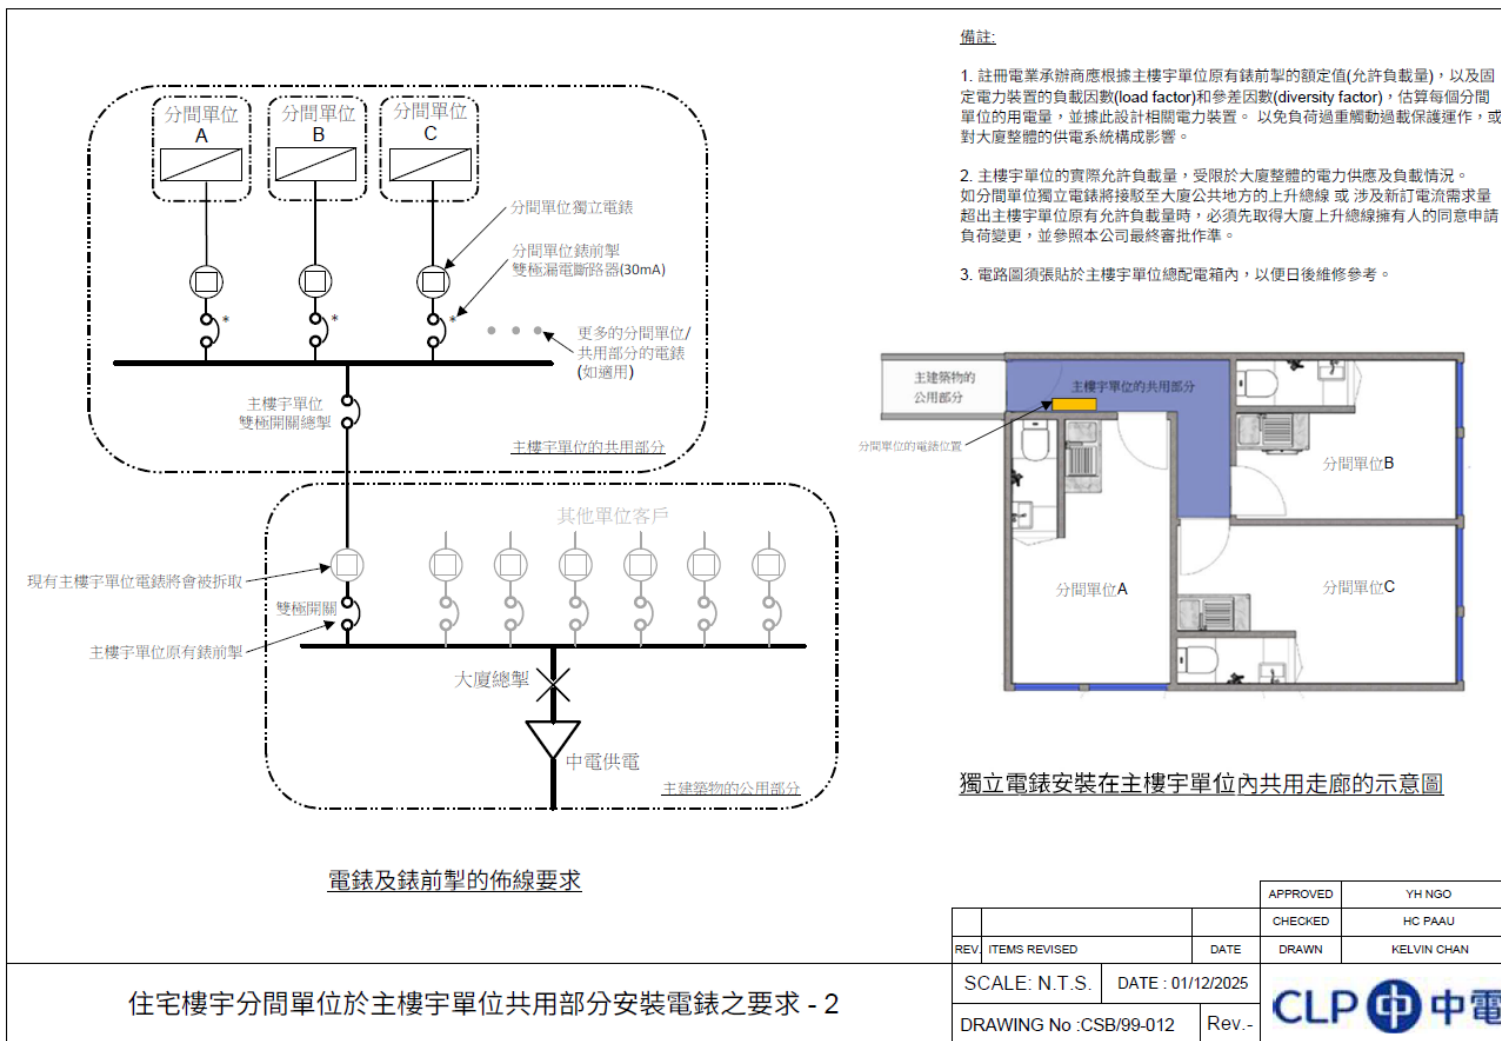 備註:
1. 註冊電業承辦商應根據主樓宇單位原有錶前掣的額定值(允許負載量)，以及固
定電力裝置的負載因數(load factor)和參差因數(diversity factor)，估算每個分間
單位的用電量，並據此設計相關電力裝置。 以免負荷過重觸動過載保護運作，或
對大廈整體的供電系統構成影響。
2. 主樓宇單位的實際允許負載量，受限於大廈整體的電力供應及負載情況。
如分間單位獨立電錶將接駁至大廈公共地方的上升總線 或 涉及新訂電流需求量
超出主樓宇單位原有允許負載量時，必須先取得大廈上升總線擁有人的同意申請
負荷變更，並參照本公司最終審批作準。
3. 電路圖須張貼於主樓宇單位總配電箱內，以便日後維修參考。
分間單位
A
分間單位
B
分間單位
C
分間單位獨立電錶
分間單位錶前掣
雙極漏電斷路器(30mA)
*
*
*
更多的分間單位/
共用部分的電錶
(如適用)
主樓宇單位
雙極開關總掣
主樓宇單位的共用部分
其他單位客戶
現有主樓宇單位電錶將會被拆取
雙極開關
主樓宇單位原有錶前掣
大廈總掣
中電供電
主建築物的公用部分
電錶及錶前掣的佈線要求
主建築物的
公用部分
主樓宇單位的共用部分
分間單位的電錶位置
分間單位A
分間單位B
分間單位C
獨立電錶安裝在主樓宇單位內共用走廊的示意圖
APPROVED YH NGO
CHECKED HC PAAU
REV. ITEMS REVISED DATE DRAWN KELVIN CHAN
住宅樓宇分間單位於主樓宇單位共用部分安裝電錶之要求 - 2
SCALE: N.T.S. DATE : 01/12/2025
DRAWING No :CSB/99-012 Rev.-
CLP 中電